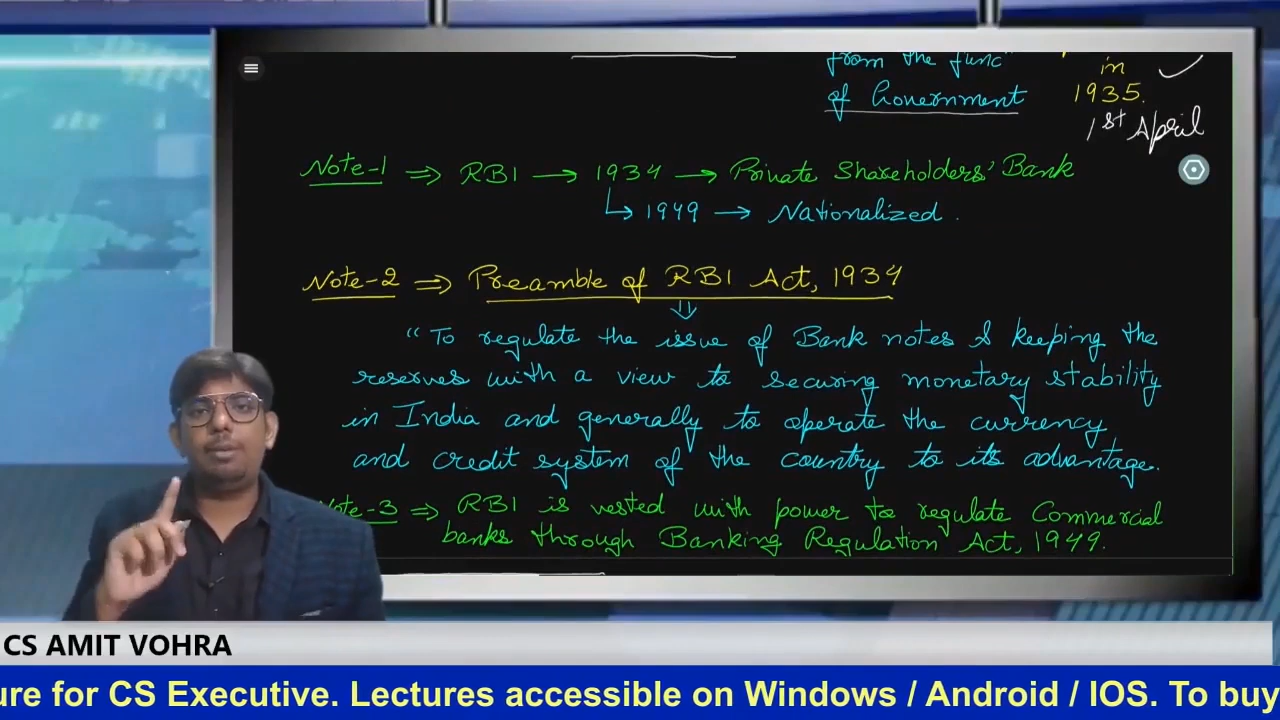 from the funcⁿ
of Government
in
1935.
1st April
Note-1 ⇒ RBI → 1934 → Private Shareholders' Bank
↳ 1949 → Nationalized.
Note-2 ⇒ Preamble of RBI Act, 1934
"To regulate the issue of Bank notes & keeping the
reserves with a view to securing monetary stability
in India and generally to operate the currency
and credit system of the country to its advantage.
Note-3 ⇒ RBI is vested with power to regulate Commercial
banks through Banking Regulation Act, 1949.
CS AMIT VOHRA
ure for CS Executive. Lectures accessible on Windows / Android / IOS. To buy